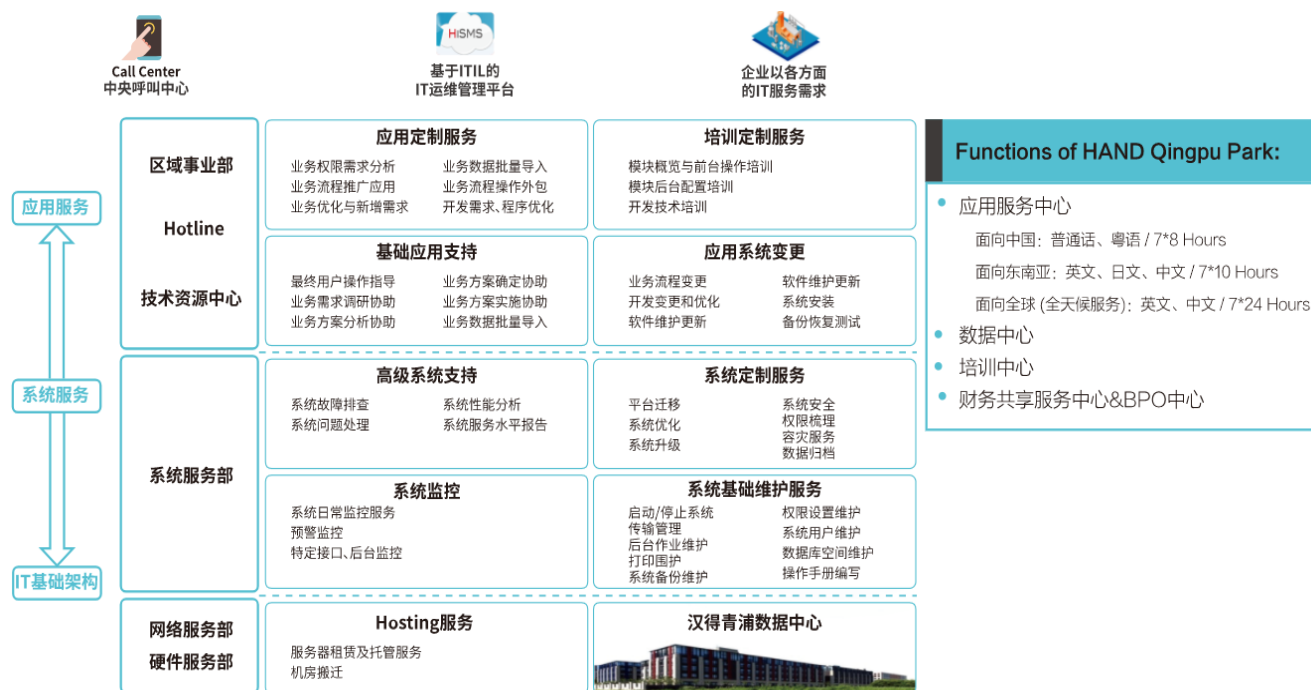 Call Center
中央呼叫中心
HiSMS
基于ITIL的
IT运维管理平台
企业以各方面
的IT服务需求
应用服务
系统服务
IT基础架构
区域事业部
Hotline
技术资源中心
应用定制服务
业务权限需求分析 业务数据批量导入
业务流程推广应用 业务流程操作外包
业务优化与新增需求 开发需求、程序优化
培训定制服务
模块概览与前台操作培训
模块后台配置培训
开发技术培训
基础应用支持
最终用户操作指导 业务方案确定协助
业务需求调研协助 业务方案实施协助
业务方案分析协助 业务数据批量导入
应用系统变更
业务流程变更 软件维护更新
开发变更和优化 系统安装
软件维护更新 备份恢复测试
系统服务部
高级系统支持
系统故障排查 系统性能分析
系统问题处理 系统服务水平报告
系统定制服务
平台迁移
系统优化
系统升级
系统安全
权限梳理
容灾服务
数据归档
系统监控
系统日常监控服务
预警监控
特定接口、后台监控
系统基础维护服务
启动/停止系统
传输管理
后台作业维护
打印围护
系统备份维护
权限设置维护
系统用户维护
数据库空间维护
操作手册编写
网络服务部
硬件服务部
Hosting服务
服务器租赁及托管服务
机房搬迁
汉得青浦数据中心
Functions of HAND Qingpu Park:
• 应用服务中心
面向中国：普通话、粤语 / 7*8 Hours
面向东南亚：英文、日文、中文 / 7*10 Hours
面向全球 (全天候服务)：英文、中文 / 7*24 Hours
• 数据中心
• 培训中心
• 财务共享服务中心&BPO中心